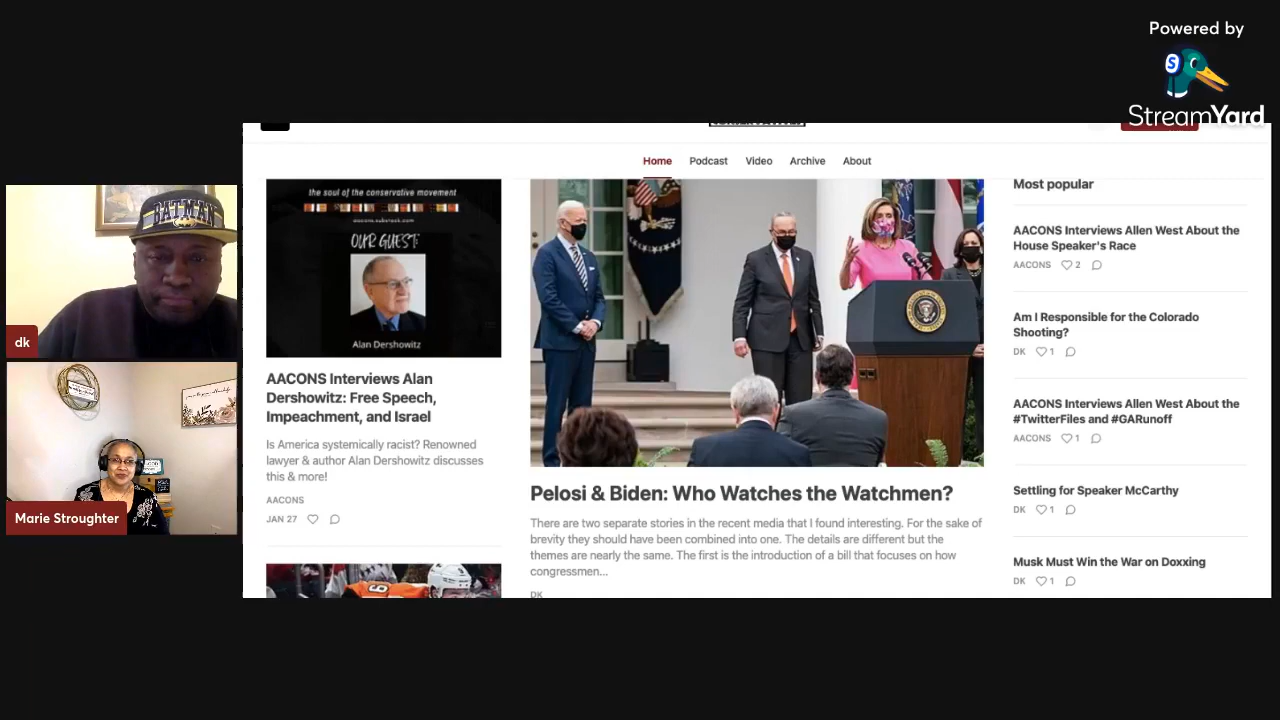 Powered by
StreamYard
Home
Podcast
Video
Archive
About
BATMAN
dk
Marie Stroughter
the soul of the conservative movement
aacons.substack.com
OUR GUEST:
Alan Dershowitz
AACONS Interviews Alan
Dershowitz: Free Speech,
Impeachment, and Israel
Is America systemically racist? Renowned
lawyer & author Alan Dershowitz discusses
this & more!
AACONS
JAN 27
Pelosi & Biden: Who Watches the Watchmen?
There are two separate stories in the recent media that I found interesting. For the sake of
brevity they should have been combined into one. The details are different but the
themes are nearly the same. The first is the introduction of a bill that focuses on how
congressmen...
DK
Most popular
AACONS Interviews Allen West About the
House Speaker's Race
AACONS 2
Am I Responsible for the Colorado
Shooting?
DK 1
AACONS Interviews Allen West About the
#TwitterFiles and #GARunoff
AACONS 1
Settling for Speaker McCarthy
DK 1
Musk Must Win the War on Doxxing
DK 1